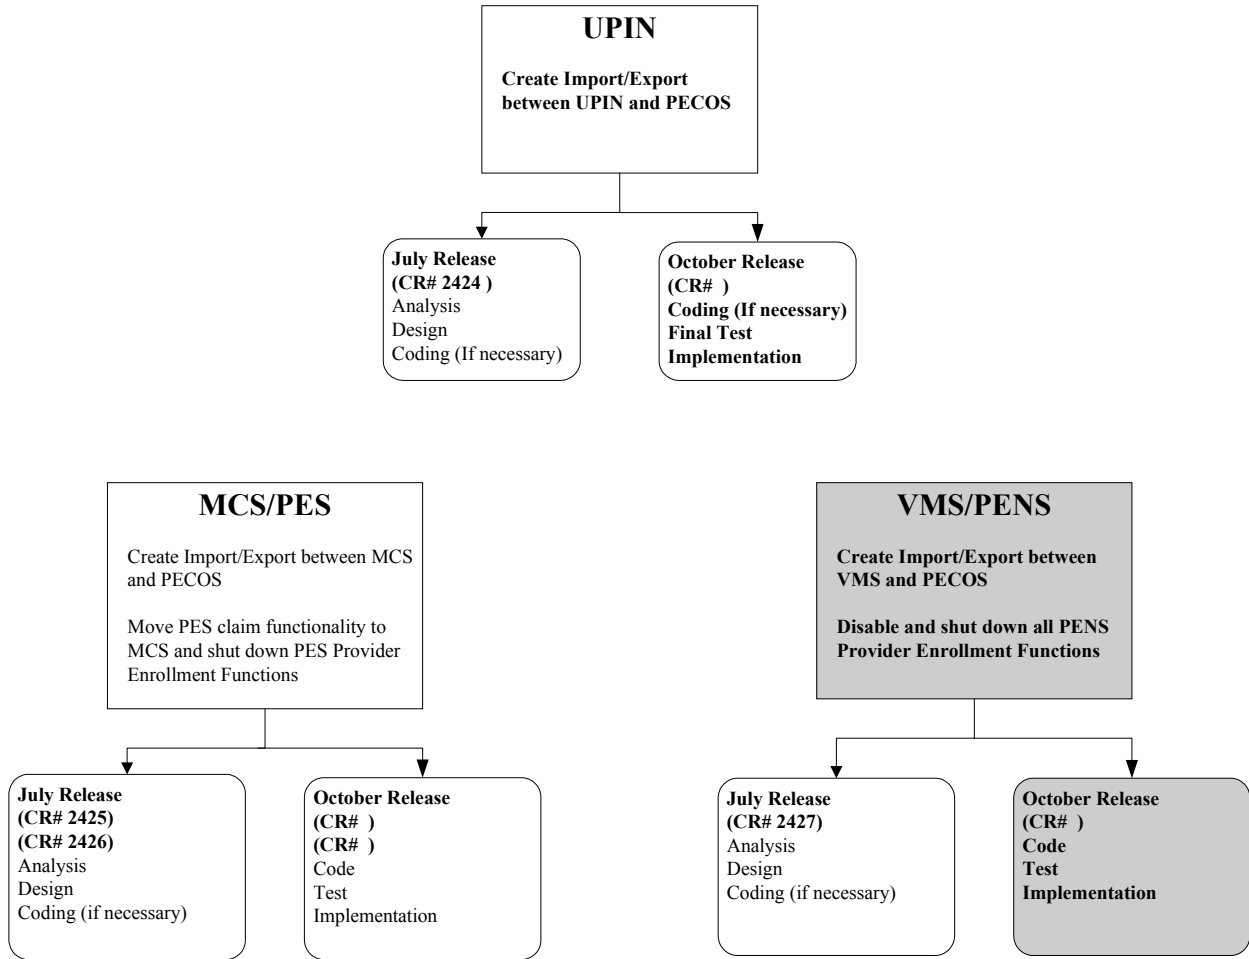 UPIN
Create Import/Export
between UPIN and PECOS
July Release
(CR# 2424 )
Analysis
Design
Coding (If necessary)
October Release
(CR#  )
Coding (If necessary)
Final Test
Implementation
MCS/PES
Create Import/Export between MCS
and PECOS
Move PES claim functionality to
MCS and shut down PES Provider
Enrollment Functions
July Release
(CR# 2425)
(CR# 2426)
Analysis
Design
Coding (if necessary)
October Release
(CR#  )
(CR#  )
Code
Test
Implementation
VMS/PENS
Create Import/Export between
VMS and PECOS
Disable and shut down all PENS
Provider Enrollment Functions
July Release
(CR# 2427)
Analysis
Design
Coding (if necessary)
October Release
(CR#  )
Code
Test
Implementation